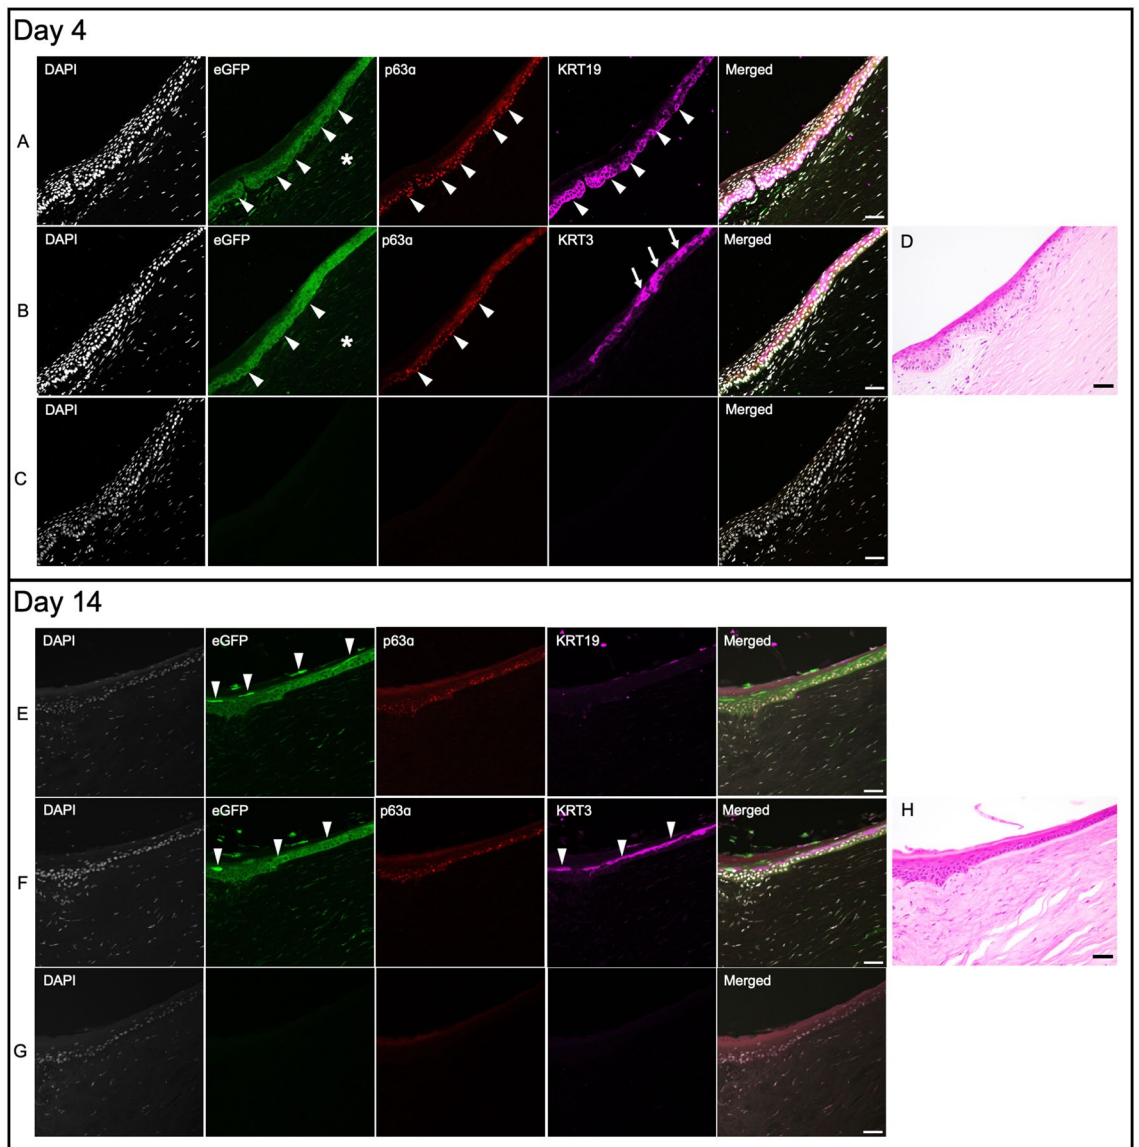 Day 4
DAPI eGFP p63α KRT19 Merged
A
*
DAPI eGFP p63α KRT3 Merged D
B
*
DAPI Merged
C
Day 14
DAPI eGFP p63α KRT19 Merged
E
DAPI eGFP p63α KRT3 Merged H
F
DAPI Merged
G